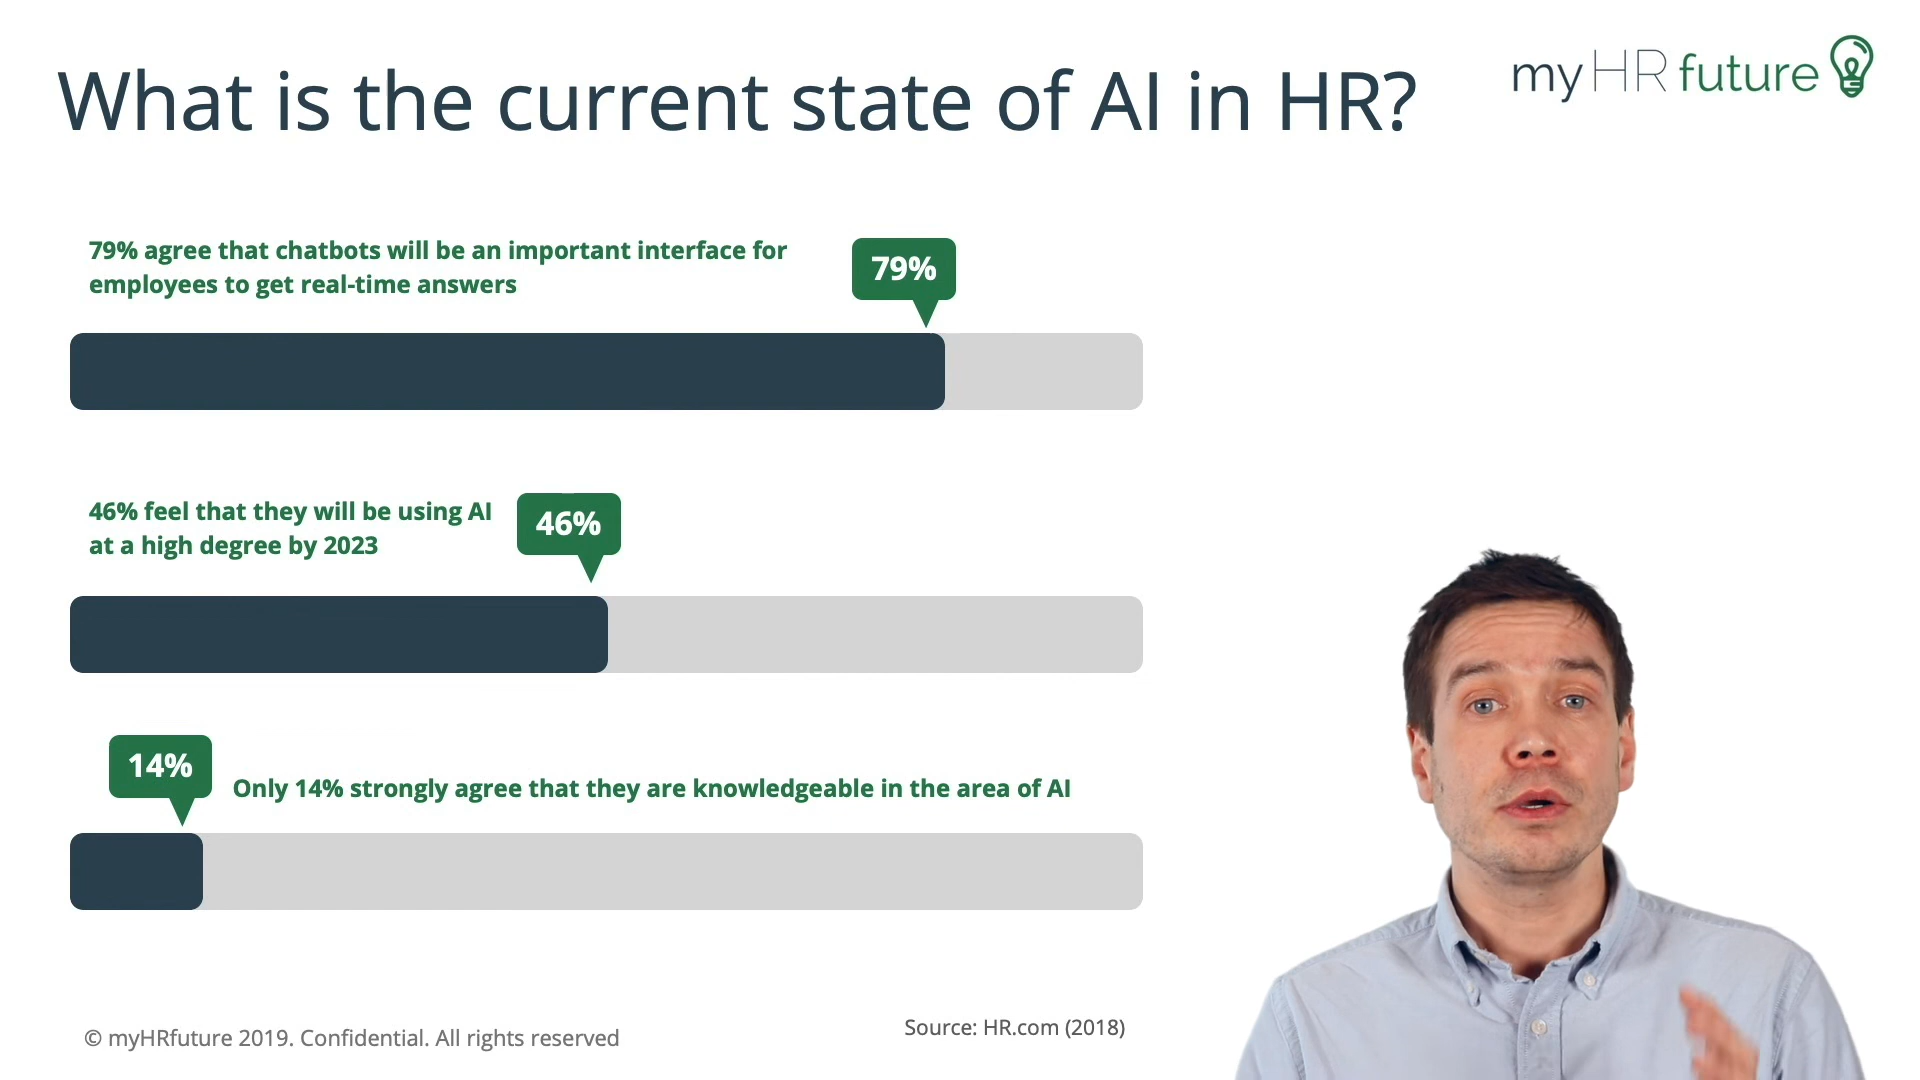 What is the current state of AI in HR?
my HR future
79% agree that chatbots will be an important interface for
employees to get real-time answers
79%
46% feel that they will be using AI
at a high degree by 2023
46%
14%
Only 14% strongly agree that they are knowledgeable in the area of AI
© myHRfuture 2019. Confidential. All rights reserved
Source: HR.com (2018)